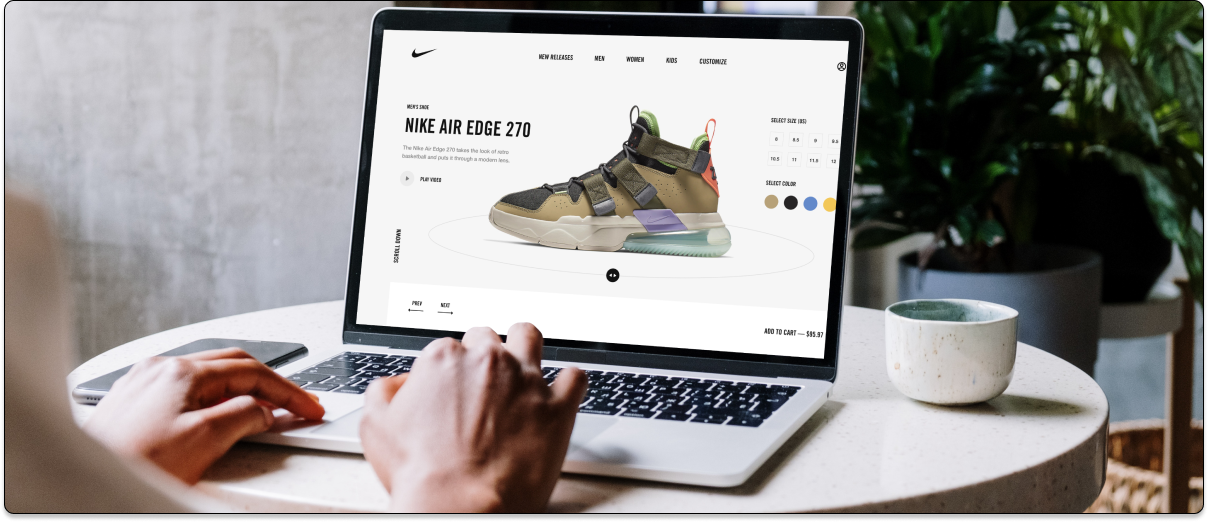 NEW RELEASES
MEN
WOMEN
KIDS
CUSTOMIZE
MEN'S SHOE
NIKE AIR EDGE 270
The Nike Air Edge 270 takes the look of retro
basketball and puts it through a modern lens.
PLAY VIDEO
SCROLL DOWN
SELECT SIZE (US)
8 8.5 9 9.5
10.5 11 11.5 12
SELECT COLOR
PREV
NEXT
ADD TO CART — $95.97